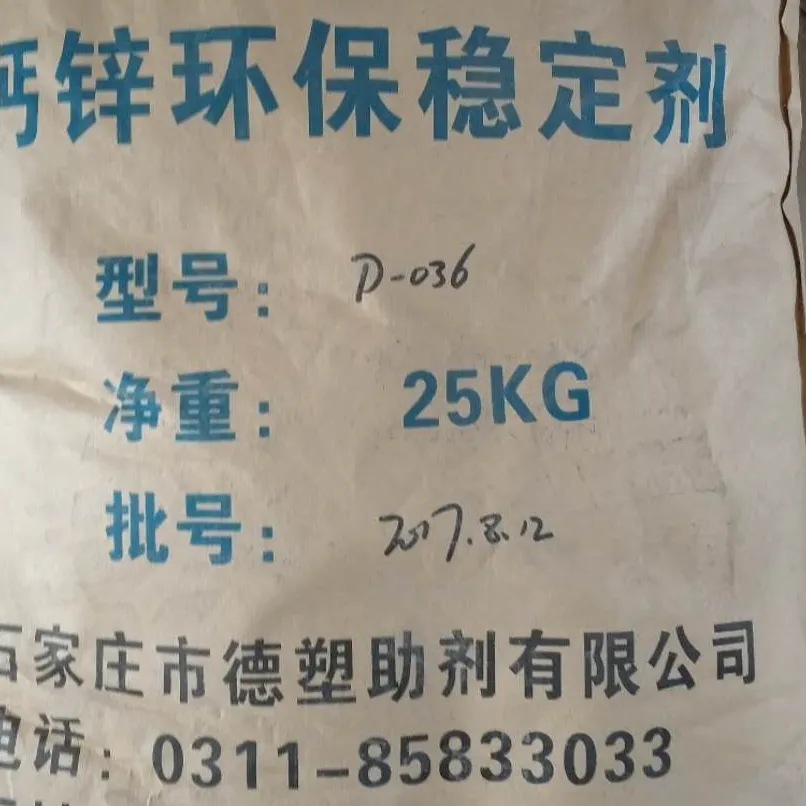 钙锌环保稳定剂
型号: D-036
净重: 25KG
批号: 2017.8.12
石家庄市德塑助剂有限公司
电话: 0311-85833033